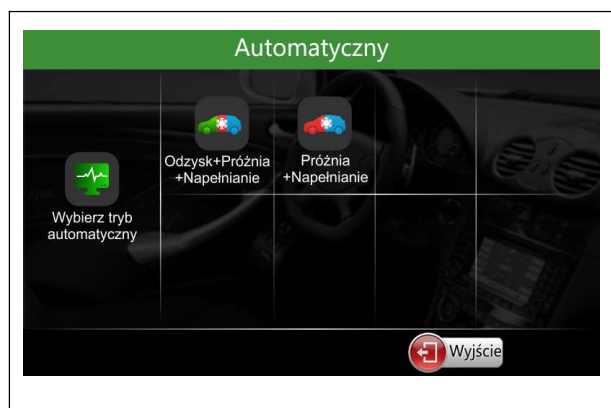 Automatyczny
Wybierz tryb
automatyczny
Odzysk+Próżnia
+Napełnianie
Próżnia
+Napełnianie
Wyjście